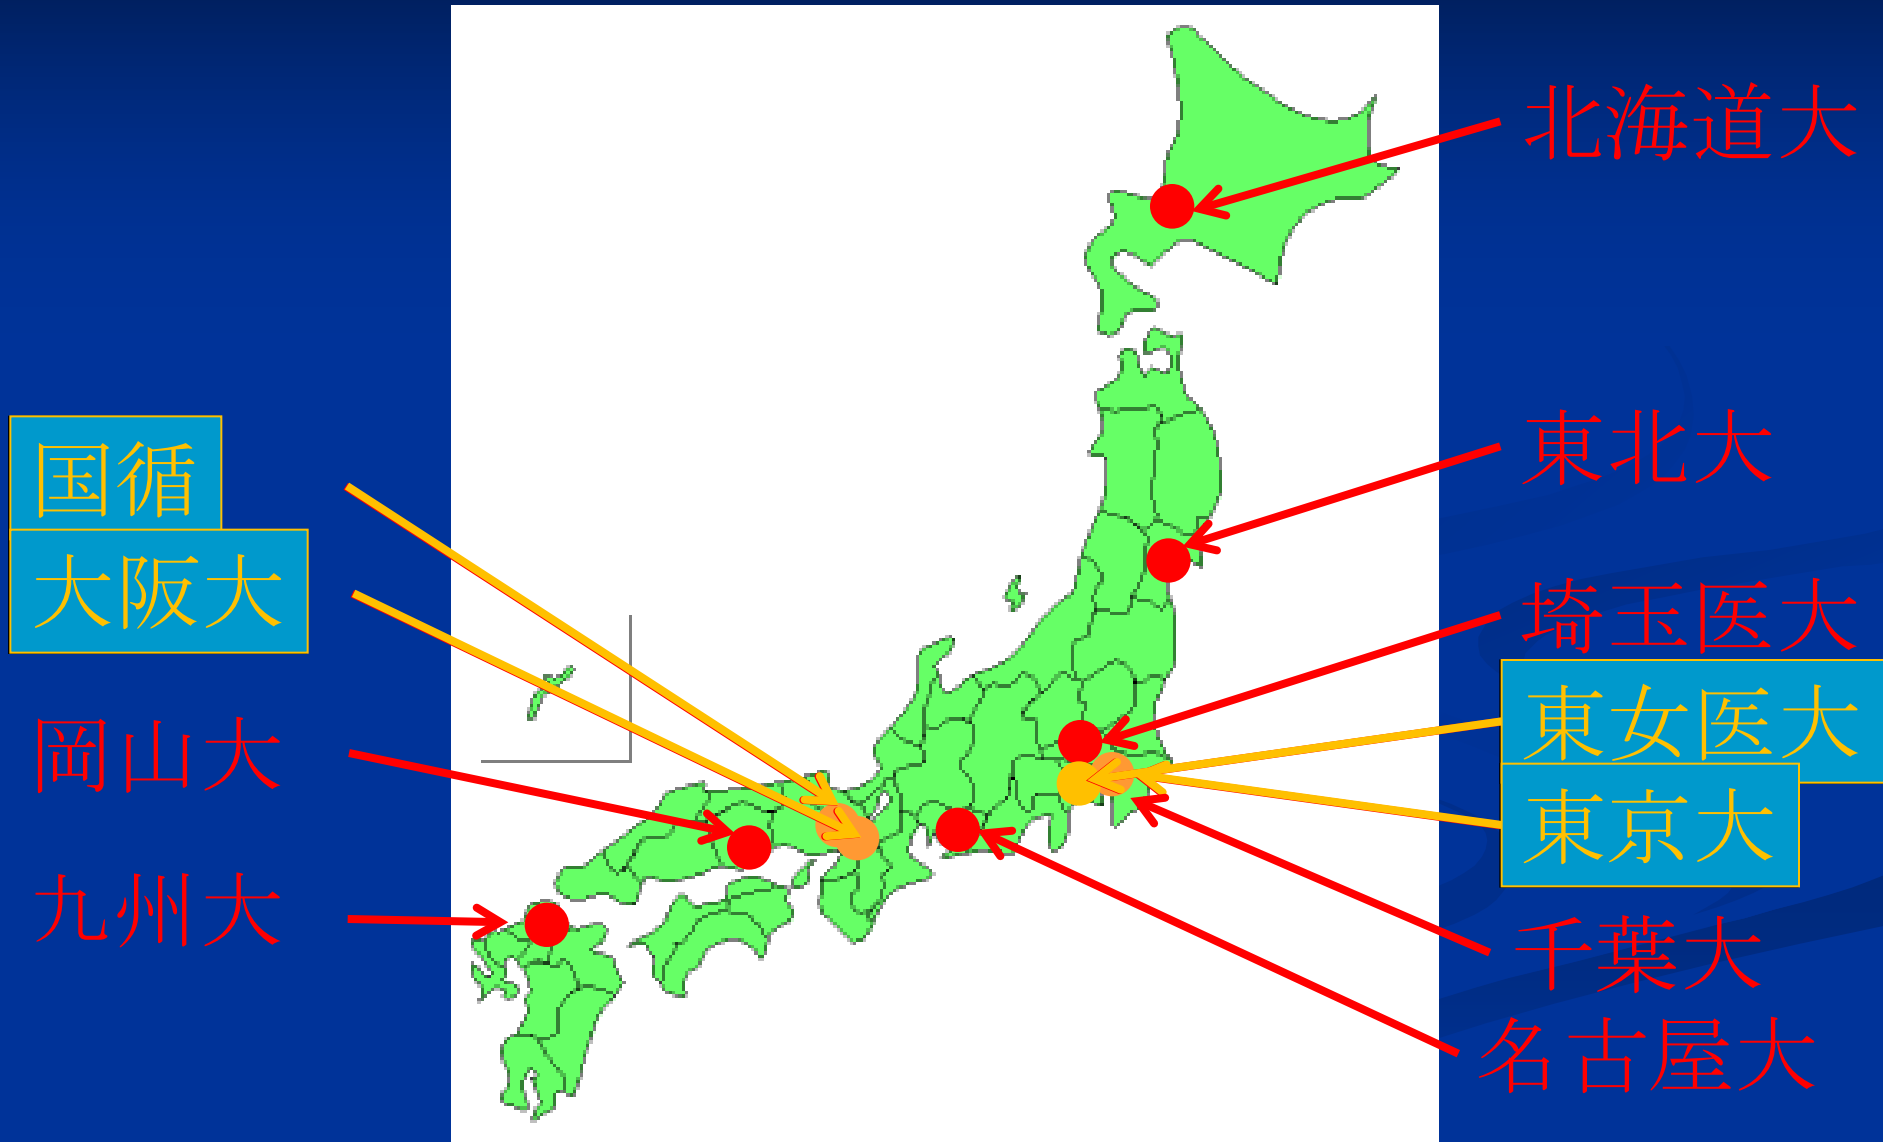 国循
大阪大
岡山大
九州大
北海道大
東北大
埼玉医大
東女医大
東京大
千葉大
名古屋大